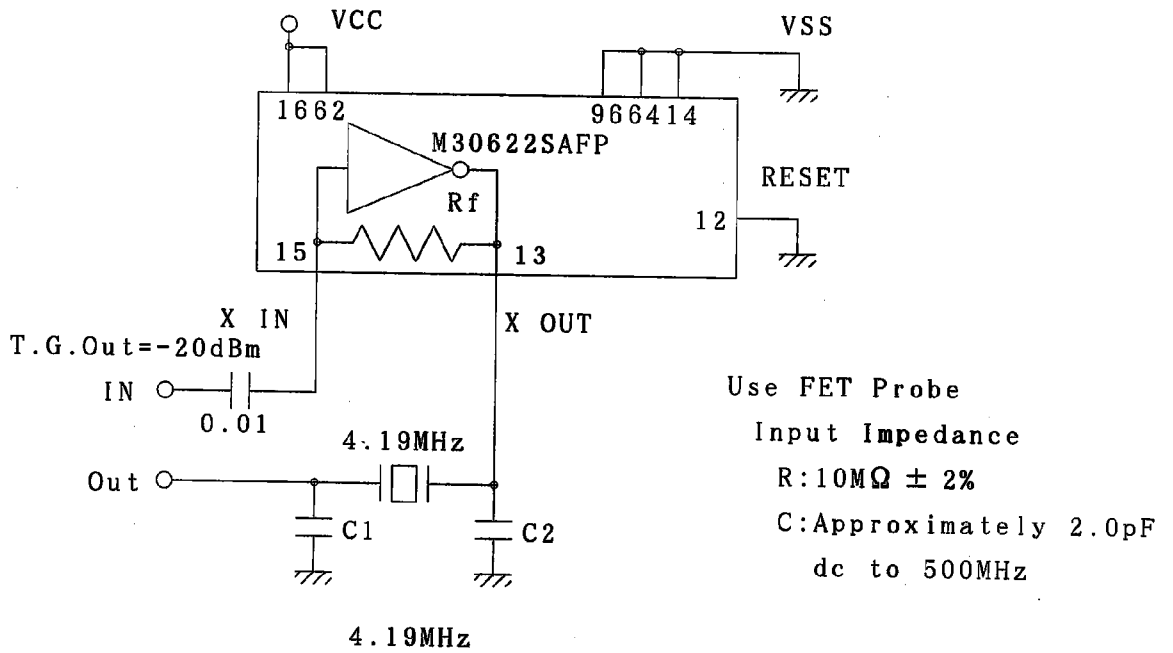 VCC
VSS
1662
966414
M30622SAFP
Rf
RESET
12
15
13
X IN
X OUT
T.G.Out=-20dBm
IN
0.01
4.19MHz
Out
C1
C2
4.19MHz
Use FET Probe
Input Impedance
R:10MΩ ± 2%
C:Approximately 2.0pF
dc to 500MHz